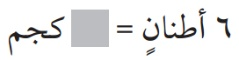 ٦ أطنانٍ = كجم